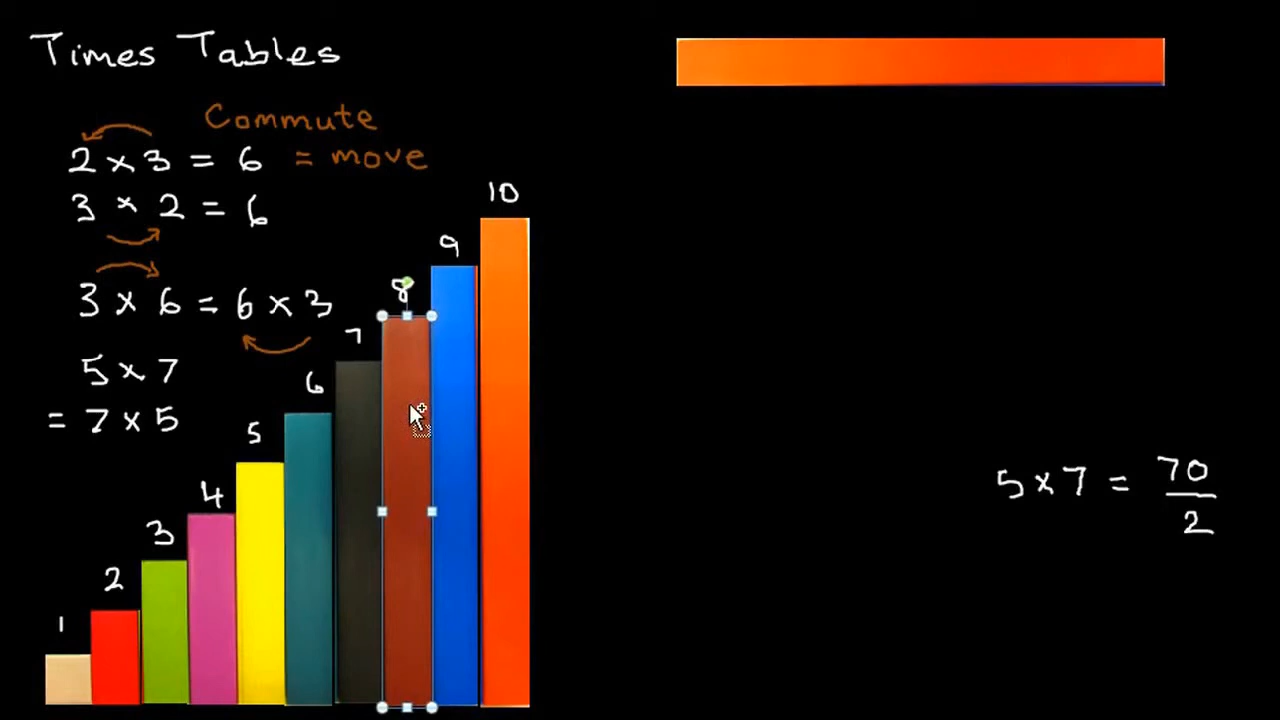 Times Tables
Commute
2 × 3 = 6 = move
3 × 2 = 6
3 × 6 = 6 × 3
5 × 7
= 7 × 5
1
2
3
4
5
6
7
8
9
10
5 × 7 = 70
2